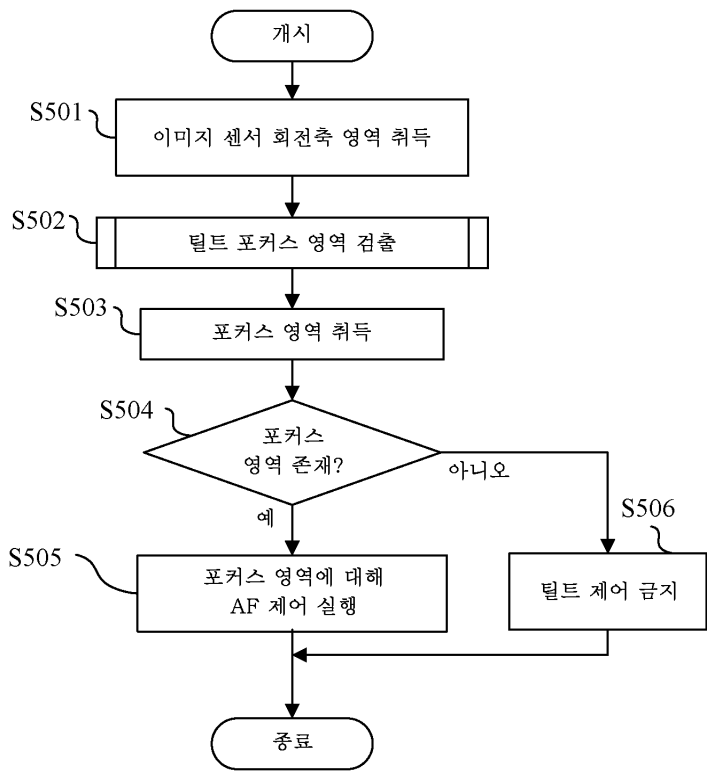 개시
S501
이미지 센서 회전축 영역 취득
S502
틸트 포커스 영역 검출
S503
포커스 영역 취득
S504
포커스
영역 존재?
아니오
예
S505
포커스 영역에 대해
AF 제어 실행
S506
틸트 제어 금지
종료